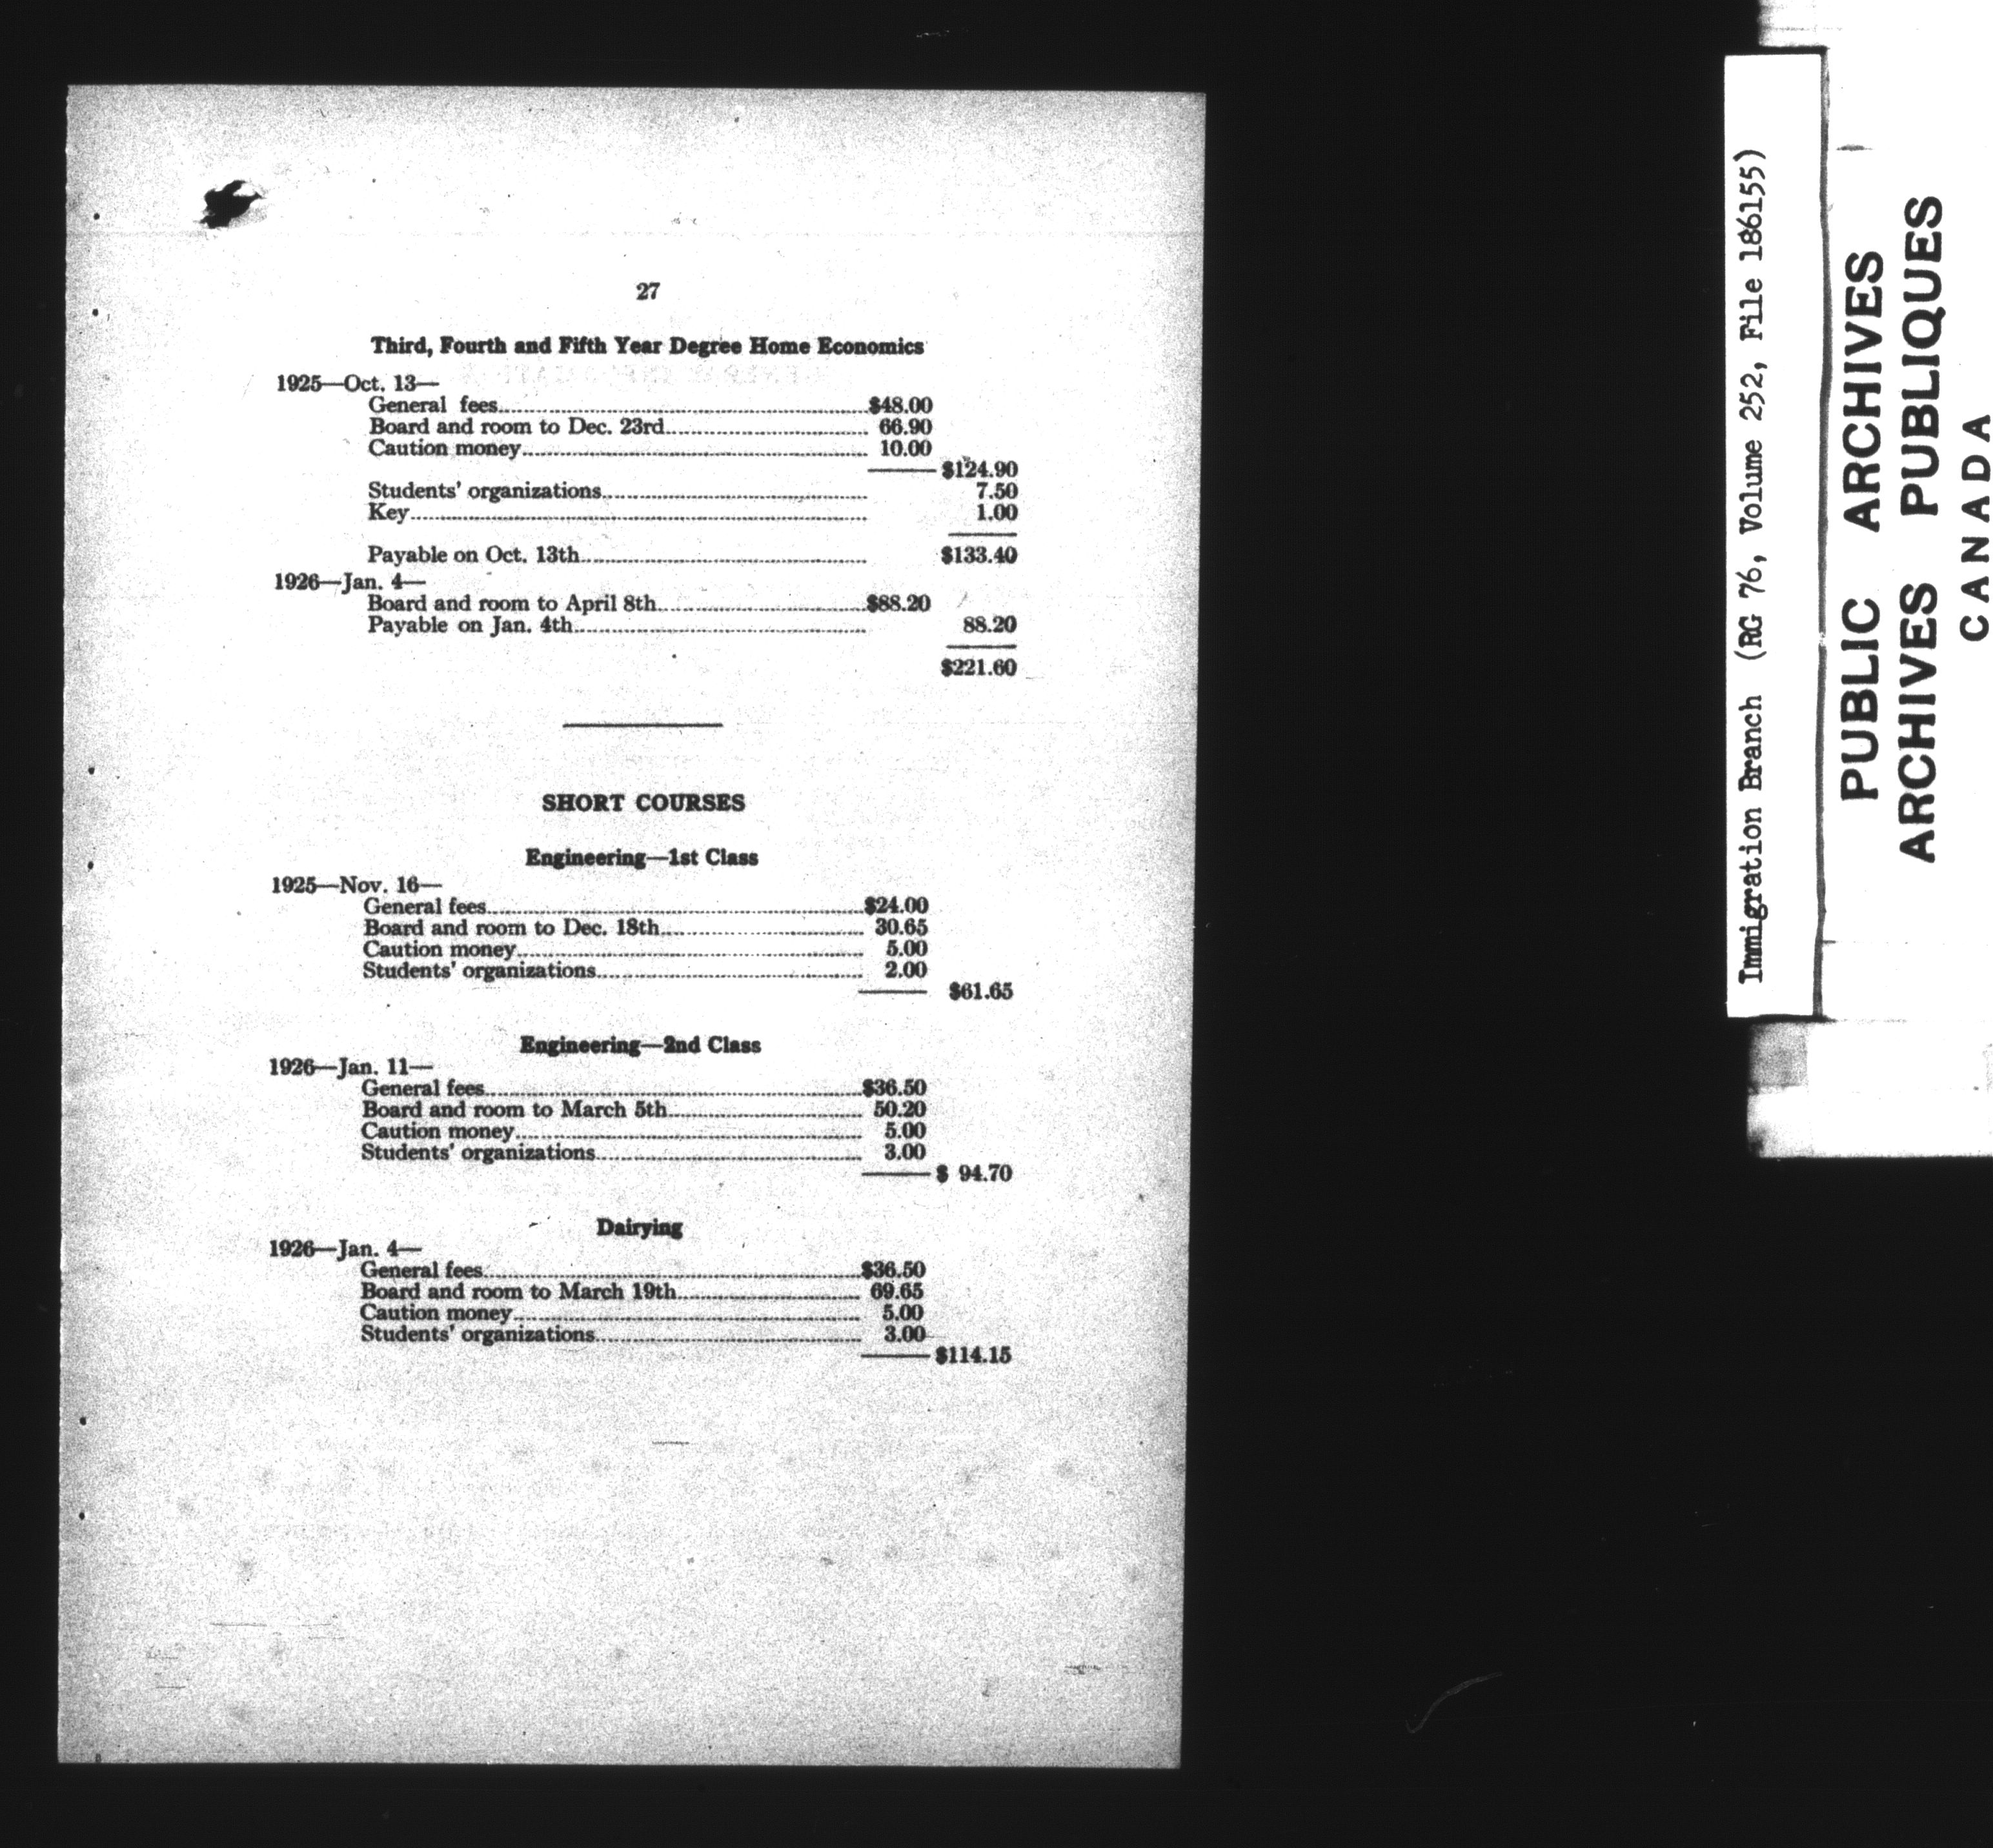 27
Third, Fourth and Fifth Year Degree Home Economics
1925—Oct. 13—
General fees $48.00
Board and room to Dec. 23rd 66.90
Caution money 10.00
$124.90
Students' organizations 7.50
Key 1.00
Payable on Oct. 13th $133.40
1926—Jan. 4—
Board and room to April 8th $88.20
Payable on Jan. 4th 88.20
$221.60
SHORT COURSES
Engineering—1st Class
1925—Nov. 16—
General fees $24.00
Board and room to Dec. 18th 30.65
Caution money 5.00
Students' organizations 2.00
$61.65
Engineering—2nd Class
1926—Jan. 11—
General fees $36.50
Board and room to March 5th 50.20
Caution money 5.00
Students' organizations 3.00
$ 94.70
Dairying
1926—Jan. 4—
General fees $36.50
Board and room to March 19th 69.65
Caution money 5.00
Students' organizations 3.00
$114.15
Immigration Branch (RG 76, Volume 252, File 186155)
PUBLIC ARCHIVES
ARCHIVES PUBLIQUES
CANADA